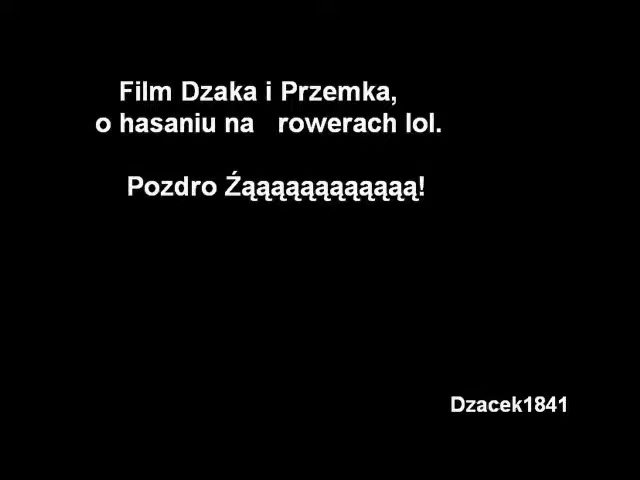 Film Dzaka i Przemka,
o hasaniu na rowerach lol.
Pozdro Źąąąąąąąąąąąą!
Dzacek1841